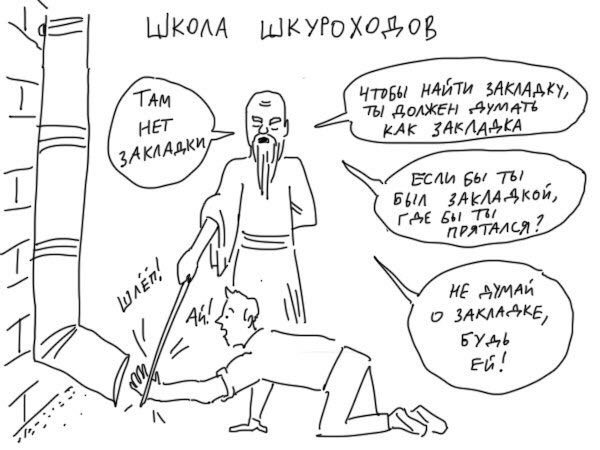 ШКОЛА ШКУРОХОДОВ
ТАМ
НЕТ
ЗАКЛАДКИ
ЧТОБЫ НАЙТИ ЗАКЛАДКУ,
ТЫ ДОЛЖЕН ДУМАТЬ
КАК ЗАКЛАДКА
ЕСЛИ БЫ ТЫ
БЫЛ ЗАКЛАДКОЙ,
ГДЕ БЫ ТЫ
ПРЯТАЛСЯ?
НЕ ДУМАЙ
О ЗАКЛАДКЕ,
БУДЬ
ЕЙ!
ШЛЁП!
АЙ!